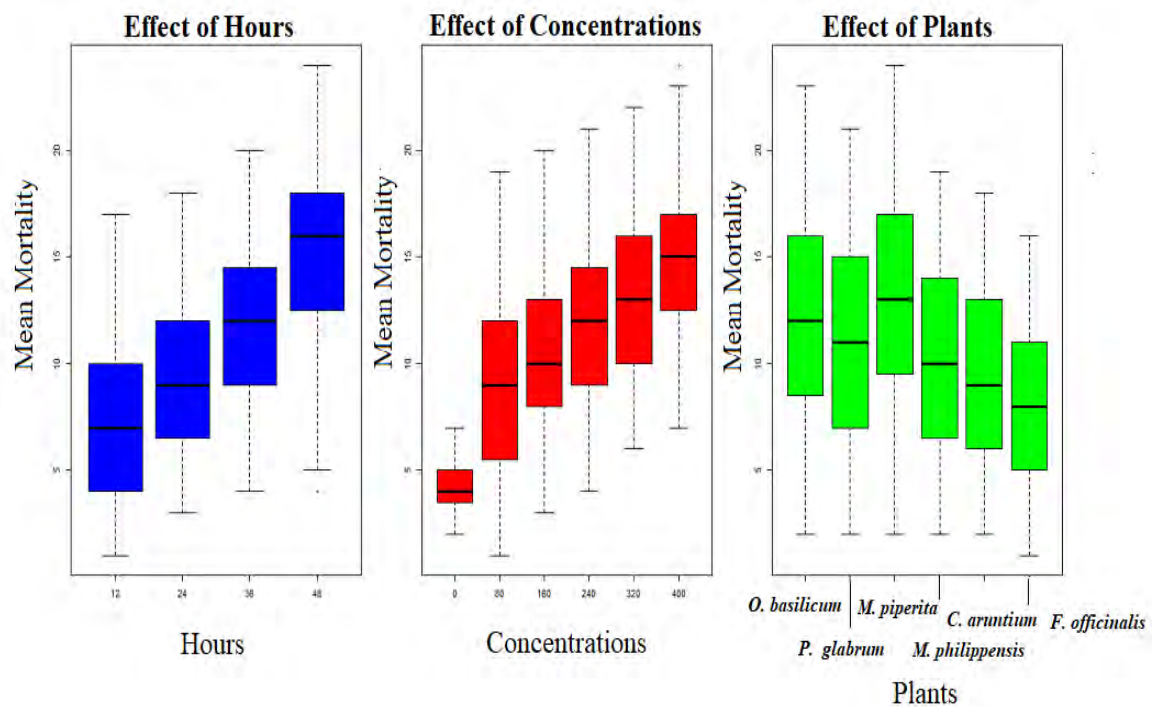 Effect of Hours
Mean Mortality
20
15
10
5
12 24 36 48
Hours
Effect of Concentrations
Mean Mortality
20
15
10
5
0 80 160 240 320 400
Concentrations
Effect of Plants
Mean Mortality
20
15
10
5
O. basilicum M. piperita C. aruntium F. officinalis
P. glabrum M. philippensis
Plants